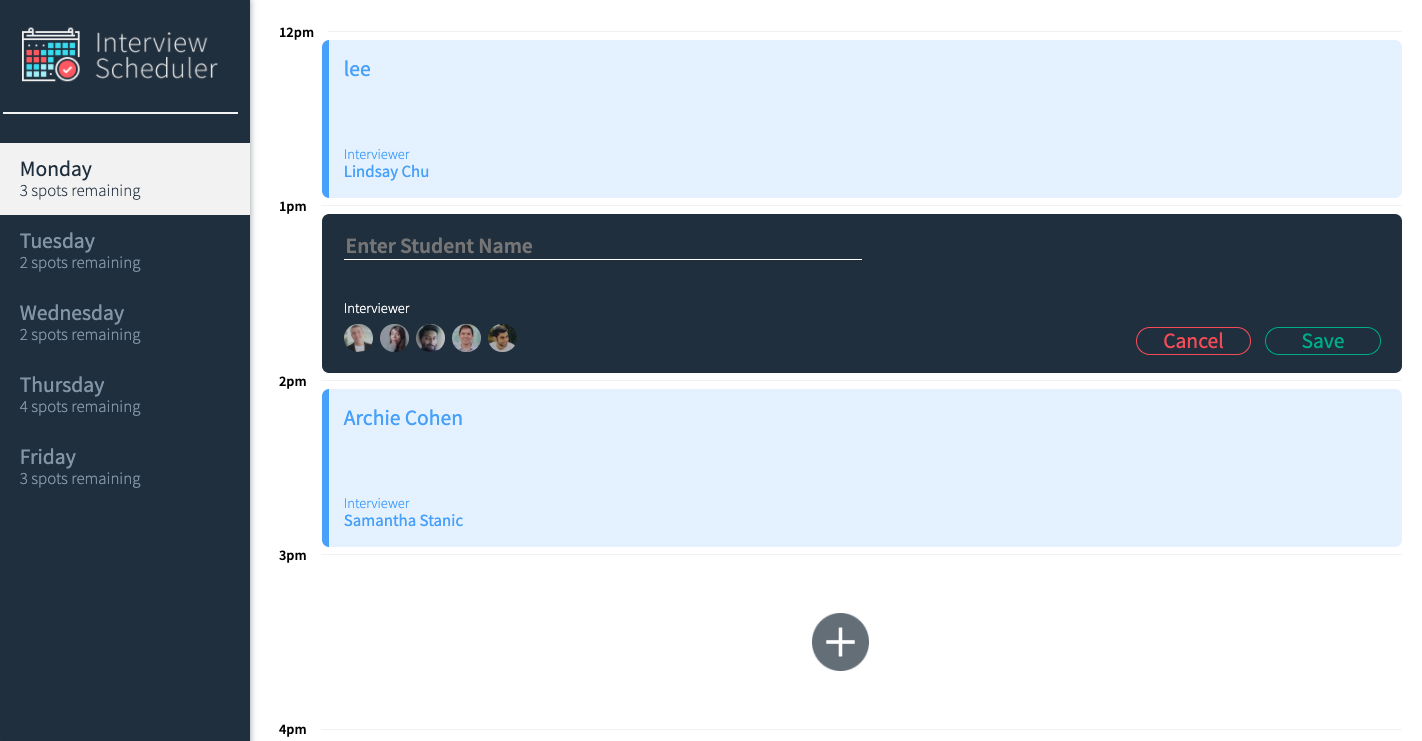 Interview
Scheduler
Monday
3 spots remaining
Tuesday
2 spots remaining
Wednesday
2 spots remaining
Thursday
4 spots remaining
Friday
3 spots remaining
12pm
lee
Interviewer
Lindsay Chu
1pm
Enter Student Name
Interviewer
Cancel Save
2pm
Archie Cohen
Interviewer
Samantha Stanic
3pm
4pm